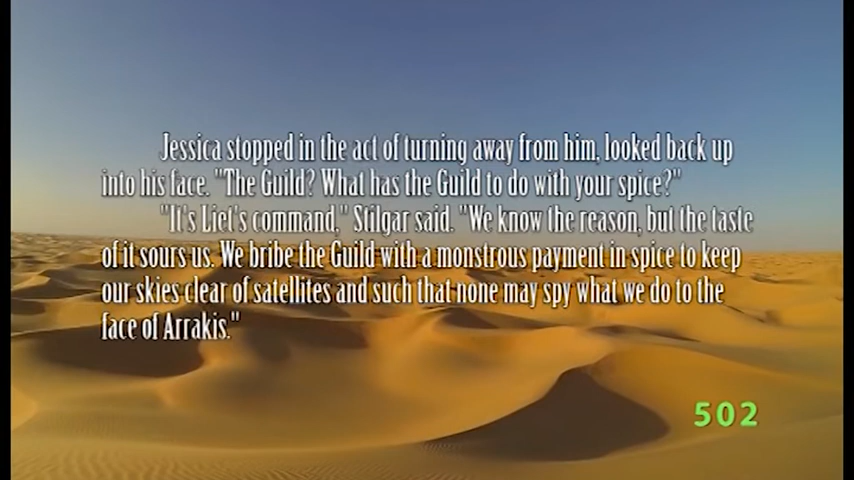 Jessica stopped in the act of turning away from him, looked back up
into his face. "The Guild? What has the Guild to do with your spice?"
"It's Liet's command," Stilgar said. "We know the reason, but the taste
of it sours us. We bribe the Guild with a monstrous payment in spice to keep
our skies clear of satellites and such that none may spy what we do to the
face of Arrakis."
502